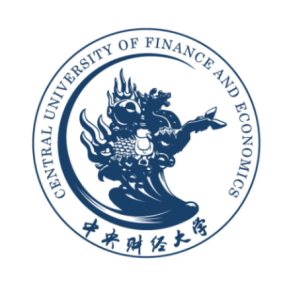 CENTRAL UNIVERSITY OF FINANCE AND ECONOMICS
中央财经大学